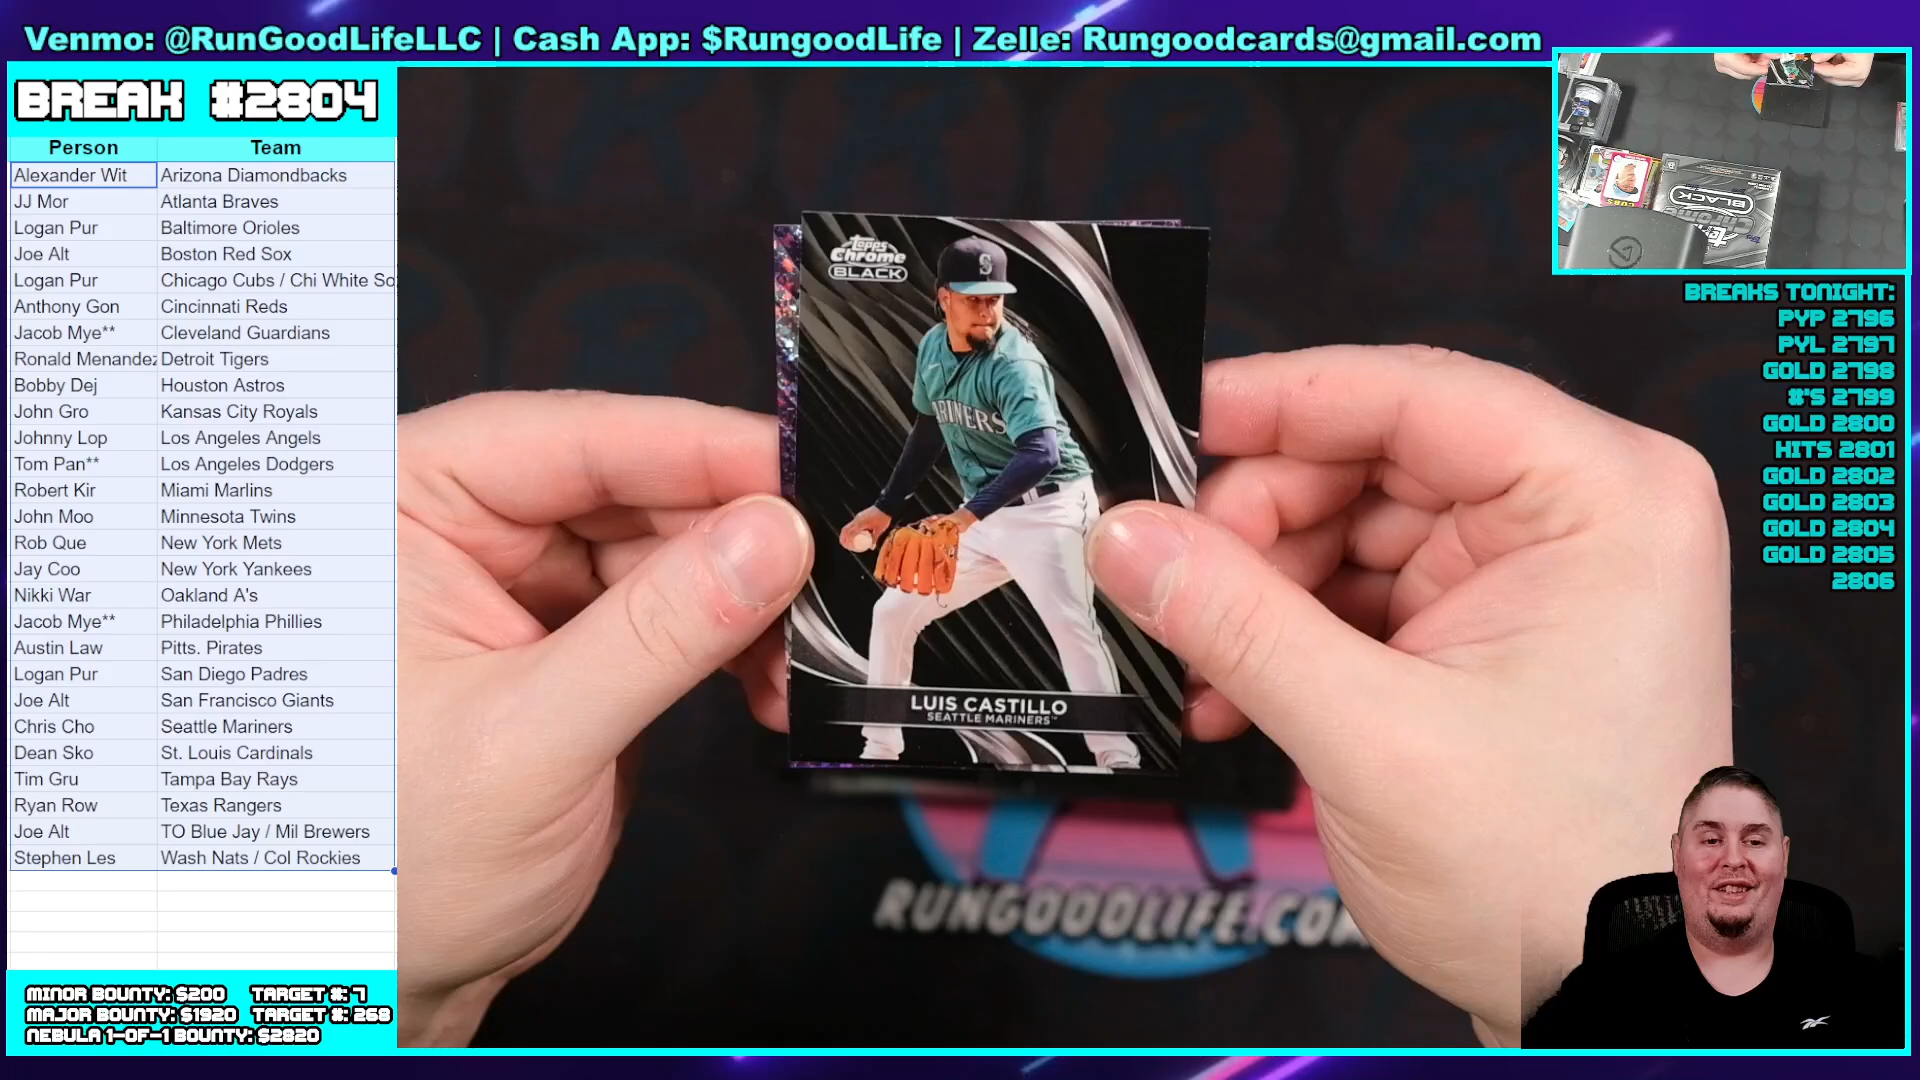 Venmo: @RunGoodLifeLLC | Cash App: $RungoodLife | Zelle: Rungoodcards@gmail.com
BREAK #2804
Person Team
Alexander Wit Arizona Diamondbacks
JJ Mor Atlanta Braves
Logan Pur Baltimore Orioles
Joe Alt Boston Red Sox
Logan Pur Chicago Cubs / Chi White So
Anthony Gon Cincinnati Reds
Jacob Mye** Cleveland Guardians
Ronald Menandez Detroit Tigers
Bobby Dej Houston Astros
John Gro Kansas City Royals
Johnny Lop Los Angeles Angels
Tom Pan** Los Angeles Dodgers
Robert Kir Miami Marlins
John Moo Minnesota Twins
Rob Que New York Mets
Jay Coo New York Yankees
Nikki War Oakland A's
Jacob Mye** Philadelphia Phillies
Austin Law Pitts. Pirates
Logan Pur San Diego Padres
Joe Alt San Francisco Giants
Chris Cho Seattle Mariners
Dean Sko St. Louis Cardinals
Tim Gru Tampa Bay Rays
Ryan Row Texas Rangers
Joe Alt TO Blue Jay / Mil Brewers
Stephen Les Wash Nats / Col Rockies
MINOR BOUNTY: $200 TARGET #: 7
MAJOR BOUNTY: $1920 TARGET #: 268
NEBULA 1-OF-1 BOUNTY: $2820
Topps
Chrome
BLACK
S
ARINERS
LUIS CASTILLO
SEATTLE MARINERS™
RUNGOODLIFE.COM
CUBS
BLACK
Chrome
BREAKS TONIGHT:
PYP 2796
PYL 2797
GOLD 2798
#'S 2799
GOLD 2800
HITS 2801
GOLD 2802
GOLD 2803
GOLD 2804
GOLD 2805
2806